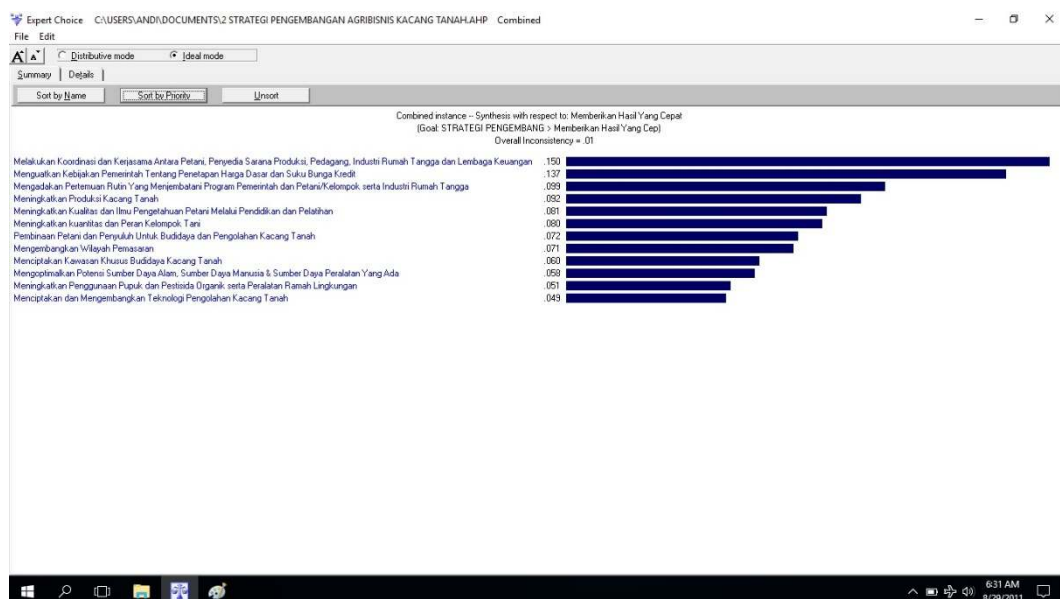 Expert Choice C:\USERS\ANDI\DOCUMENTS\2 STRATEGI PENGEMBANGAN AGRIBISNIS KACANG TANAH.AHP Combined
File Edit
A A Distributive mode Ideal mode
Summary Details
Sort by Name Sort by Priority Unsort
Combined instance -- Synthesis with respect to: Memberikan Hasil Yang Cepat
(Goal: STRATEGI PENGEMBANG > Memberikan Hasil Yang Cep)
Overall Inconsistency = .01
Melakukan Koordinasi dan Kerjasama Antara Petani, Penyedia Sarana Produksi, Pedagang, Industri Rumah Tangga dan Lembaga Keuangan .150
Menguatkan Kebijakan Pemerintah Tentang Penetapan Harga Dasar dan Suku Bunga Kredit .137
Mengadakan Pertemuan Rutin Yang Menjembatani Program Pemerintah dan Petani/Kelompok serta Industri Rumah Tangga .099
Meningkatkan Produksi Kacang Tanah .092
Meningkatkan Kualitas dan Ilmu Pengetahuan Petani Melalui Pendidikan dan Pelatihan .081
Meningkatkan kuantitas dan Peran Kelompok Tani .080
Pembinaan Petani dan Penyuluh Untuk Budidaya dan Pengolahan Kacang Tanah .072
Mengembangkan Wilayah Pemasaran .071
Menciptakan Kawasan Khusus Budidaya Kacang Tanah .060
Mengoptimalkan Potensi Sumber Daya Alam, Sumber Daya Manusia & Sumber Daya Peralatan Yang Ada .058
Meningkatkan Penggunaan Pupuk dan Pestisida Organik serta Peralatan Ramah Lingkungan .051
Menciptakan dan Mengembangkan Teknologi Pengolahan Kacang Tanah .049
6:31 AM
8/29/2011